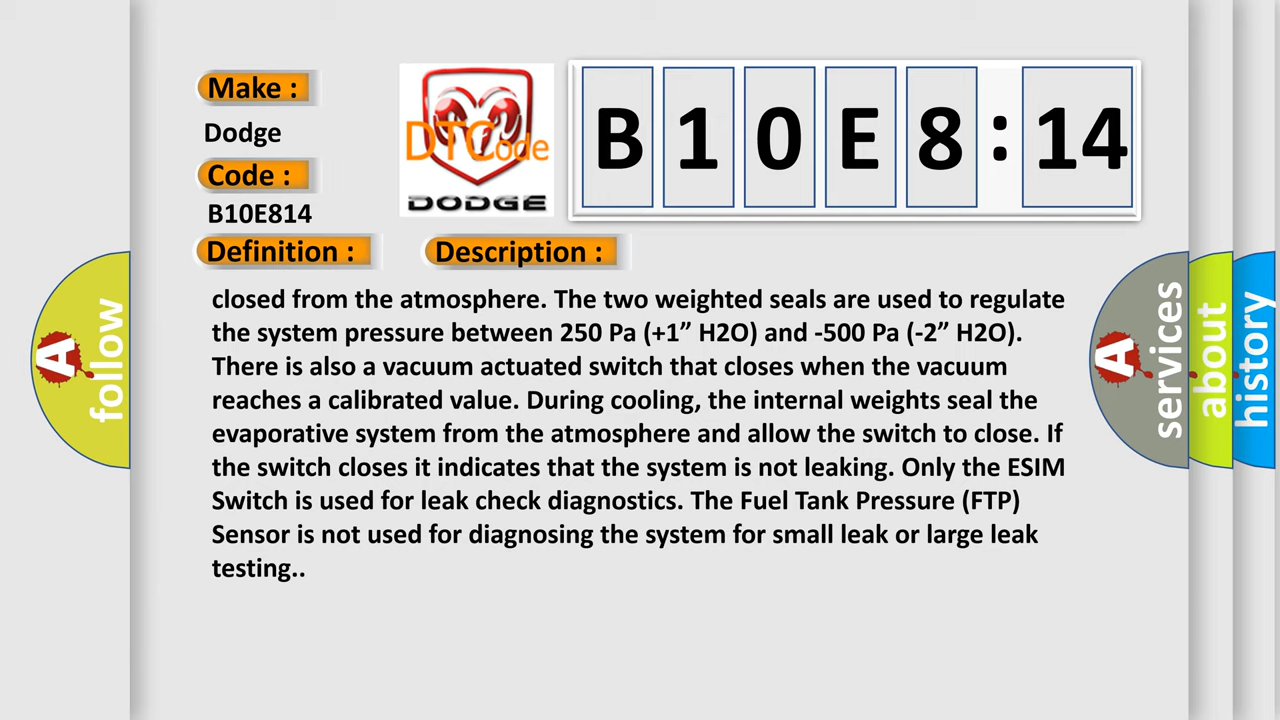 Make :
Dodge
Code :
B10E814
DTCode
DODGE
B 1 0 E 8 : 14
Definition :
Description :
closed from the atmosphere. The two weighted seals are used to regulate
the system pressure between 250 Pa (+1” H2O) and -500 Pa (-2” H2O).
There is also a vacuum actuated switch that closes when the vacuum
reaches a calibrated value. During cooling, the internal weights seal the
evaporative system from the atmosphere and allow the switch to close. If
the switch closes it indicates that the system is not leaking. Only the ESIM
Switch is used for leak check diagnostics. The Fuel Tank Pressure (FTP)
Sensor is not used for diagnosing the system for small leak or large leak
testing..
A
follow
A
services
about
history